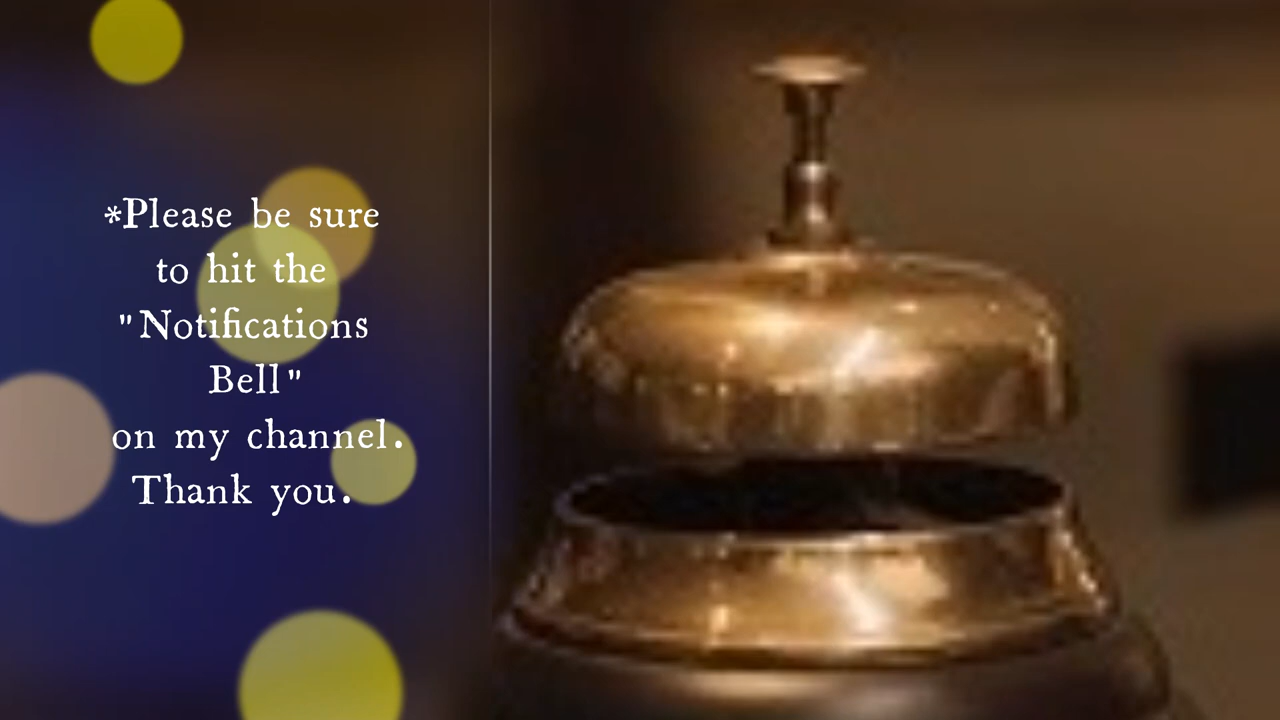 *Please be sure
to hit the
"Notifications
Bell"
on my channel.
Thank you.